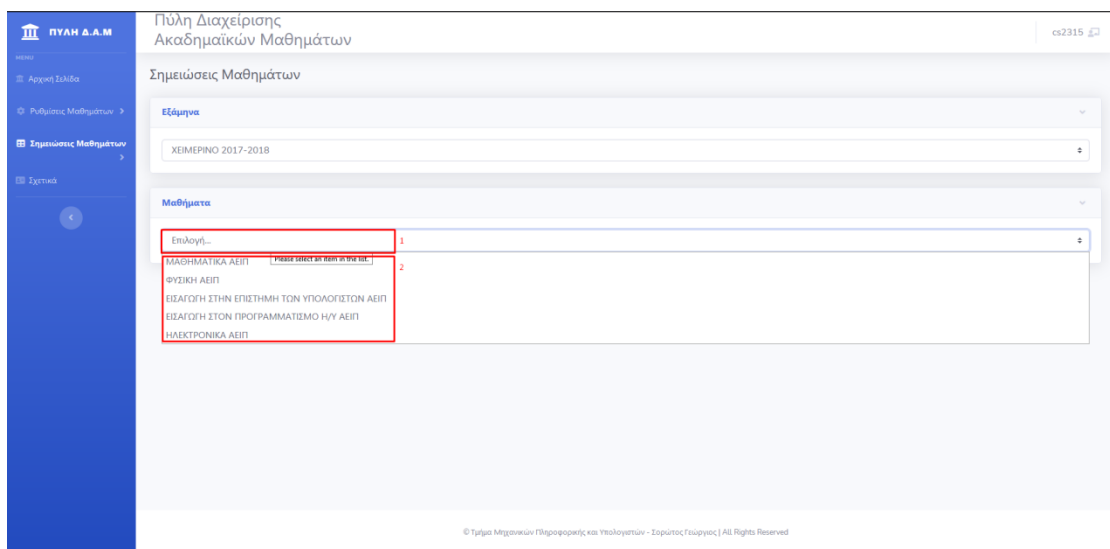 ΠΥΛΗ Δ.Α.Μ
MENU
Αρχική Σελίδα
Ρυθμίσεις Μαθημάτων
Σημειώσεις Μαθημάτων
Σχετικά
Πύλη Διαχείρισης
Ακαδημαϊκών Μαθημάτων
cs2315
Σημειώσεις Μαθημάτων
Εξάμηνα
ΧΕΙΜΕΡΙΝΟ 2017-2018
Μαθήματα
Επιλογή...
1
ΜΑΘΗΜΑΤΙΚΑ ΑΕΙΠ
Please select an item in the list.
2
ΦΥΣΙΚΗ ΑΕΙΠ
ΕΙΣΑΓΩΓΗ ΣΤΗΝ ΕΠΙΣΤΗΜΗ ΤΩΝ ΥΠΟΛΟΓΙΣΤΩΝ ΑΕΙΠ
ΕΙΣΑΓΩΓΗ ΣΤΟΝ ΠΡΟΓΡΑΜΜΑΤΙΣΜΟ Η/Υ ΑΕΙΠ
ΗΛΕΚΤΡΟΝΙΚΑ ΑΕΙΠ
© Τμήμα Μηχανικών Πληροφορικής και Υπολογιστών - Σορώτος Γεώργιος | All Rights Reserved